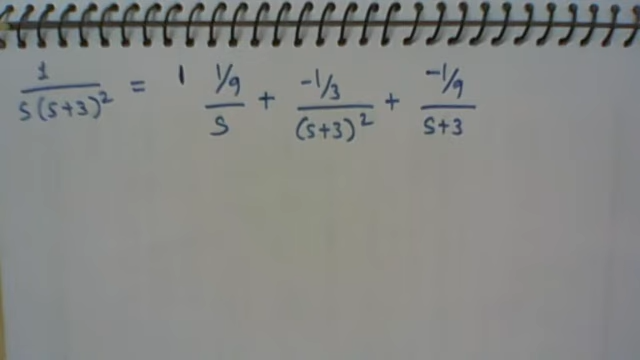 1/(s(s+3)²) = 1 (1/9)/s + (-1/3)/((s+3)²) + (-1/9)/(s+3)